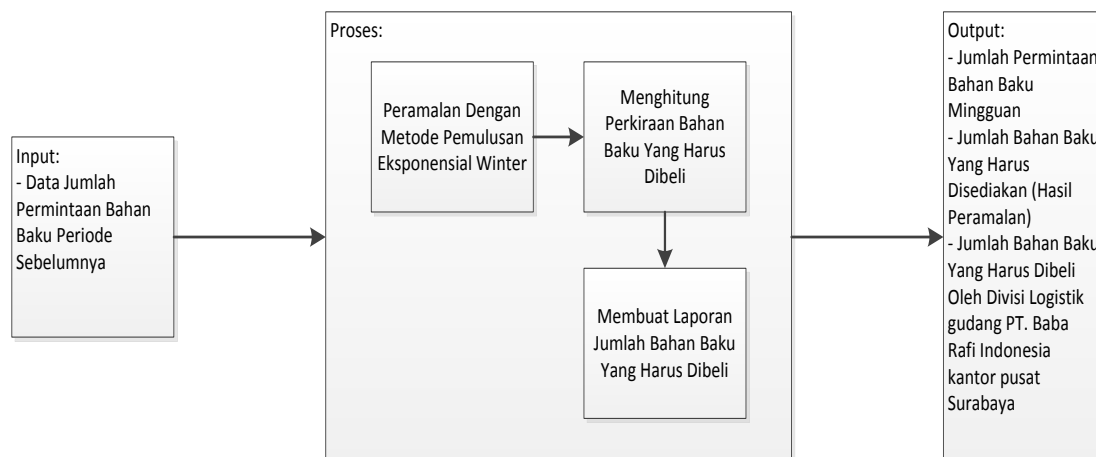 Input:
- Data Jumlah
Permintaan Bahan
Baku Periode
Sebelumnya
Proses:
Peramalan Dengan
Metode Pemulusan
Eksponensial Winter
Menghitung
Perkiraan Bahan
Baku Yang Harus
Dibeli
Membuat Laporan
Jumlah Bahan Baku
Yang Harus Dibeli
Output:
- Jumlah Permintaan
Bahan Baku
Mingguan
- Jumlah Bahan Baku
Yang Harus
Disediakan (Hasil
Peramalan)
- Jumlah Bahan Baku
Yang Harus Dibeli
Oleh Divisi Logistik
gudang PT. Baba
Rafi Indonesia
kantor pusat
Surabaya